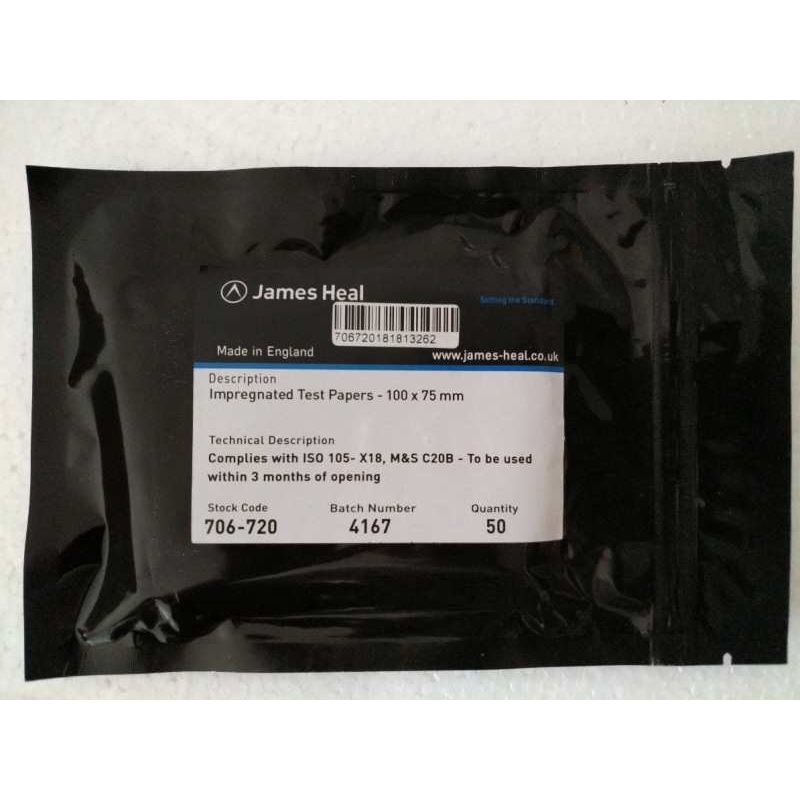 James Heal
Setting the Standard
706720181813262
Made in England
www.james-heal.co.uk
Description
Impregnated Test Papers - 100 x 75 mm
Technical Description
Complies with ISO 105- X18, M&S C20B - To be used
within 3 months of opening
Stock Code Batch Number Quantity
706-720 4167 50